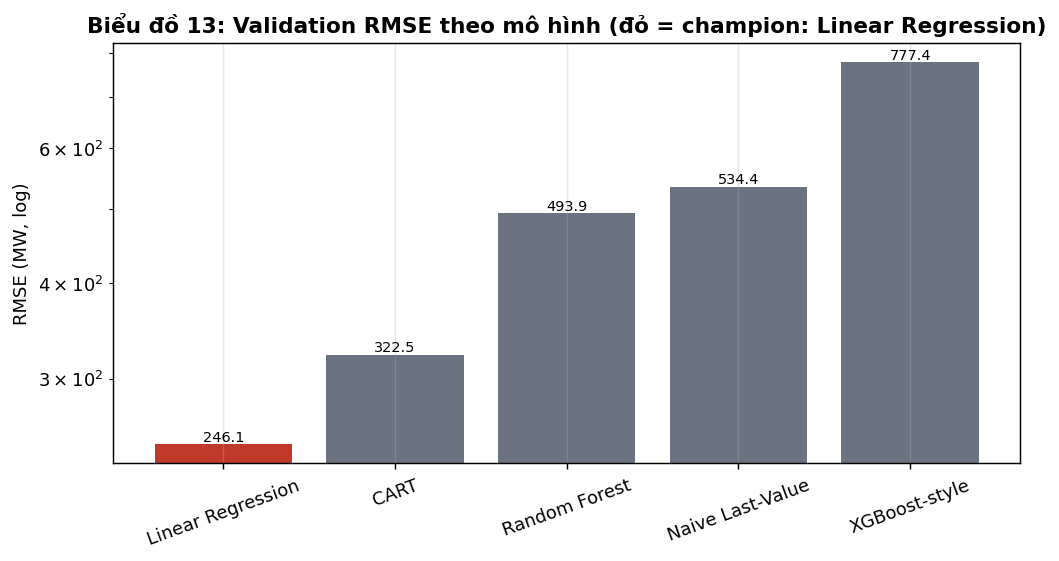 Biểu đồ 13: Validation RMSE theo mô hình (đỏ = champion: Linear Regression)
RMSE (MW, log)
6 × 10²
4 × 10²
3 × 10²
246.1
322.5
493.9
534.4
777.4
Linear Regression
CART
Random Forest
Naive Last-Value
XGBoost-style